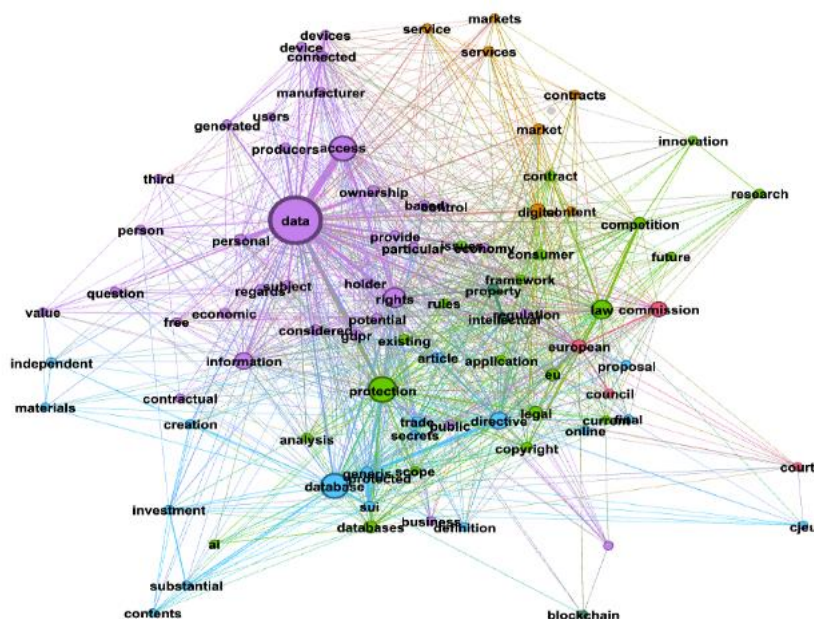 markets
service
devices
device
services
connected
manufacturer
contracts
users
generated
market
innovation
producers
access
contract
third
ownership
research
based
control
data
content
competition
person
personal
provide
issues
particular
economy
consumer
future
holder
framework
subject
question
regards
property
rights
value
economic
potential
rules
regulation
law
commission
free
intellectual
considered
gdpr
existing
european
independent
information
article
application
proposal
eu
protection
council
contractual
materials
legal
creation
trade
public
directive
final
online
secrets
analysis
copyright
generis
scope
court
database
protected
investment
sui
business
databases
definition
cjeu
ai
substantial
contents
blockchain